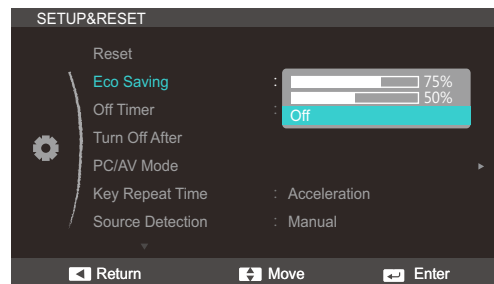 SETUP&RESET
Reset
Eco Saving : 75%
50%
Off Timer : Off
Turn Off After
PC/AV Mode
Key Repeat Time : Acceleration
Source Detection : Manual
Return Move Enter